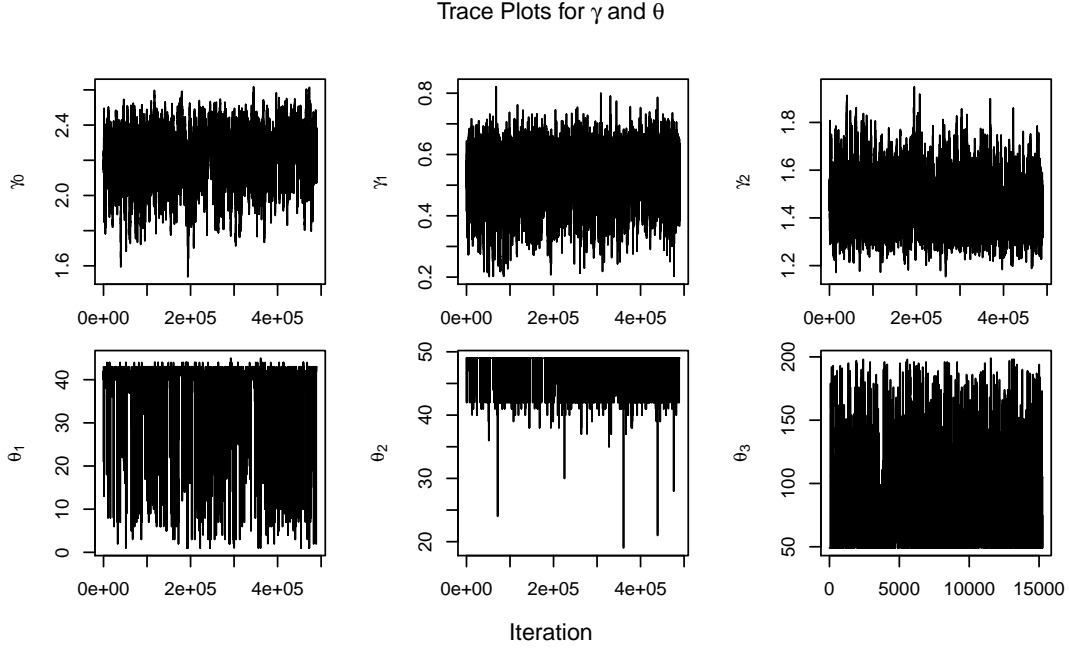 Trace Plots for γ and θ
γ0
1.6 2.0 2.4
0e+00 2e+05 4e+05
γ1
0.2 0.4 0.6 0.8
0e+00 2e+05 4e+05
γ2
1.2 1.4 1.6 1.8
0e+00 2e+05 4e+05
θ1
0 10 20 30 40
0e+00 2e+05 4e+05
θ2
20 30 40 50
0e+00 2e+05 4e+05
θ3
50 100 150 200
0 5000 10000 15000
Iteration